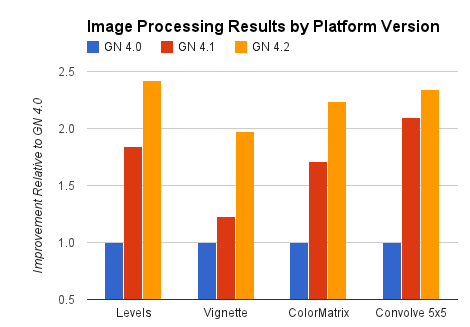 Image Processing Results by Platform Version
GN 4.0 GN 4.1 GN 4.2
Improvement Relative to GN 4.0
2.5
2.0
1.5
1.0
0.5
Levels Vignette ColorMatrix Convolve 5x5